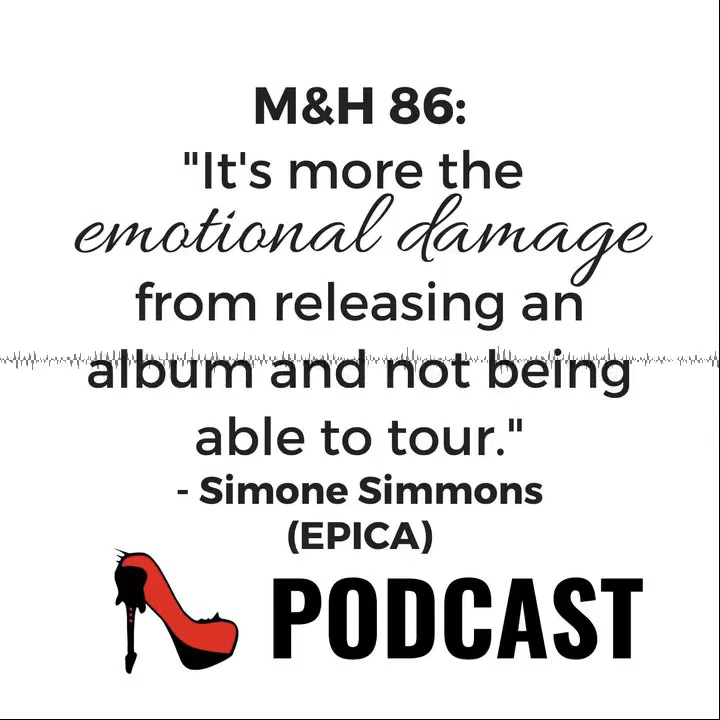 M&H 86:
"It's more the
emotional damage
from releasing an
album and not being
able to tour."
- Simone Simmons
(EPICA)
PODCAST